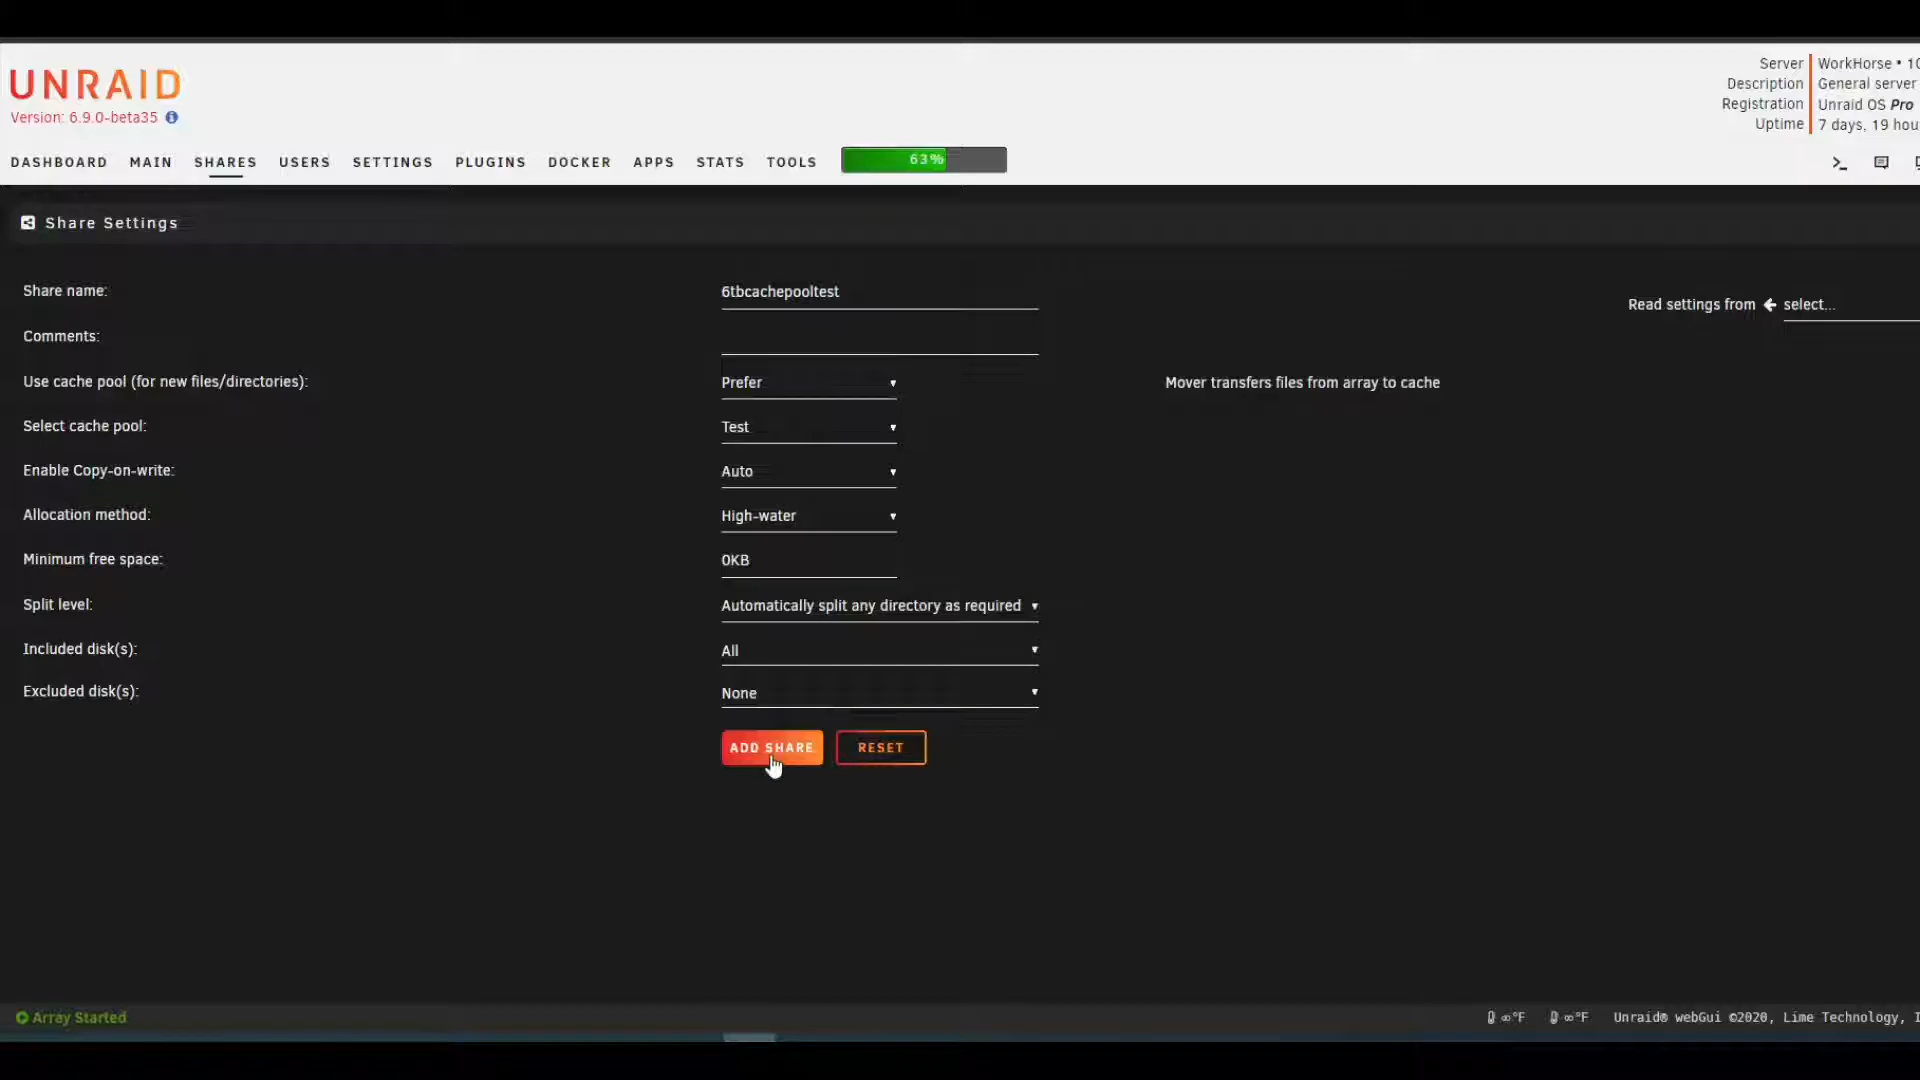 UNRAID
Version: 6.9.0-beta35
Server WorkHorse • 10
Description General server
Registration Unraid OS Pro
Uptime 7 days, 19 hou
DASHBOARD MAIN SHARES USERS SETTINGS PLUGINS DOCKER APPS STATS TOOLS 63%
Share Settings
Share name: 6tbcachepooltest
Read settings from select...
Comments:
Use cache pool (for new files/directories): Prefer Mover transfers files from array to cache
Select cache pool: Test
Enable Copy-on-write: Auto
Allocation method: High-water
Minimum free space: 0KB
Split level: Automatically split any directory as required
Included disk(s): All
Excluded disk(s): None
ADD SHARE RESET
Array Started ∞°F ∞°F Unraid® webGui ©2020, Lime Technology, I